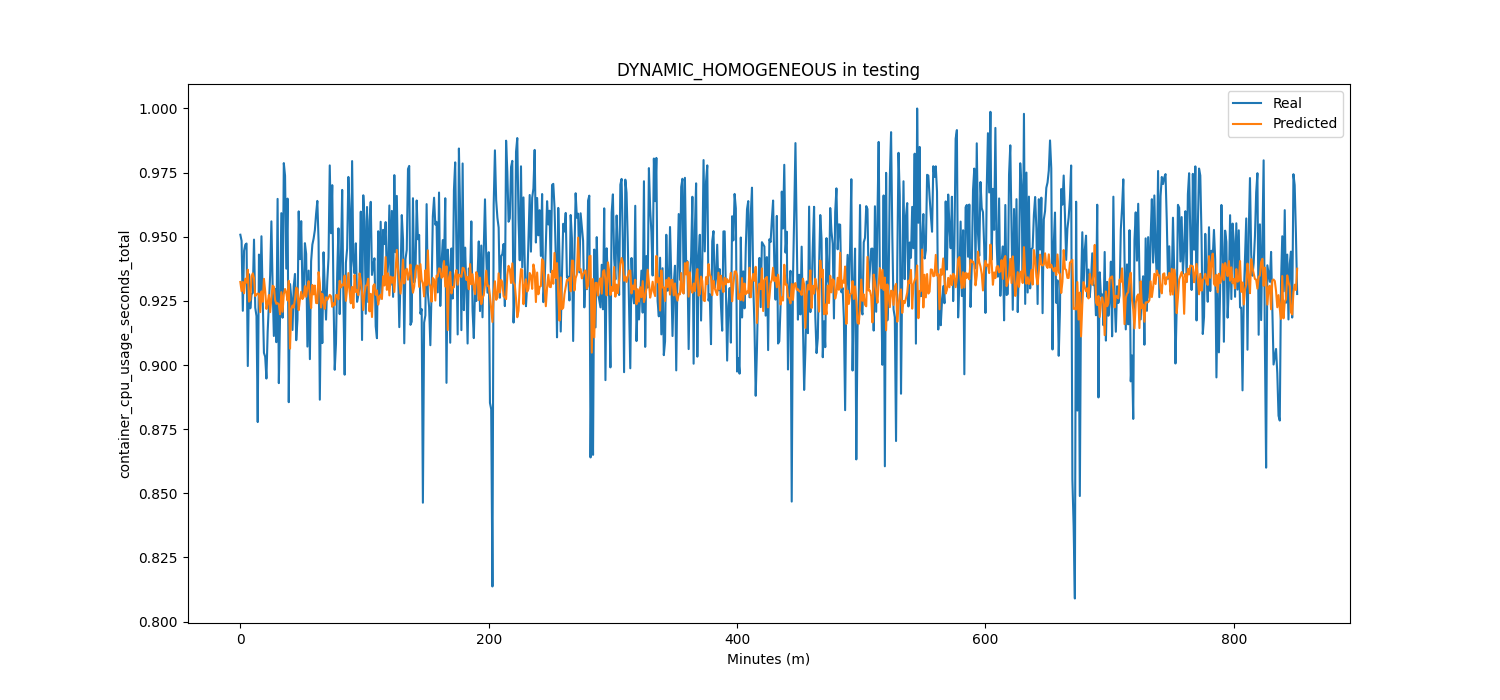 DYNAMIC_HOMOGENEOUS in testing
Real
Predicted
1.000
0.975
0.950
0.925
0.900
0.875
0.850
0.825
0.800
container_cpu_usage_seconds_total
0 200 400 600 800
Minutes (m)